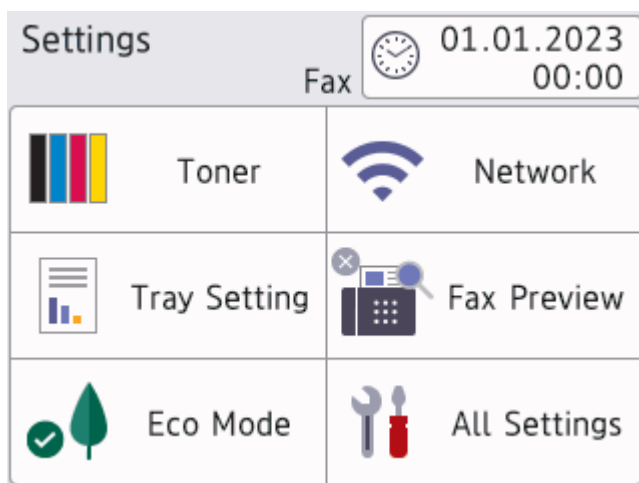 Settings
Fax
01.01.2023
00:00
Toner
Network
Tray Setting
Fax Preview
Eco Mode
All Settings